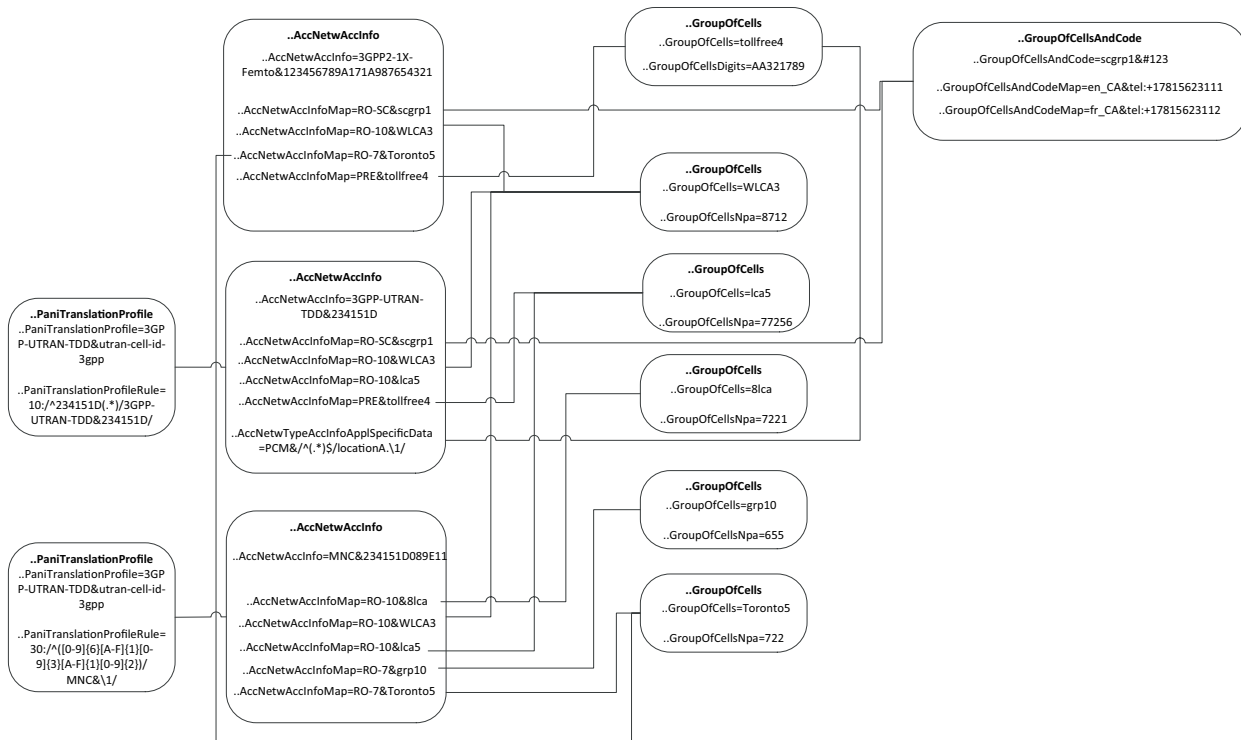 ..AccNetwAccInfo
..AccNetwAccInfo=3GPP2-1X-
Femto&123456789A171A987654321
..AccNetwAccInfoMap=RO-SC&scgrp1
..AccNetwAccInfoMap=RO-10&WLCA3
..AccNetwAccInfoMap=RO-7&Toronto5
..AccNetwAccInfoMap=PRE&tollfree4
..GroupOfCells
..GroupOfCells=tollfree4
..GroupOfCellsDigits=AA321789
..GroupOfCellsAndCode
..GroupOfCellsAndCode=scgrp1&#123
..GroupOfCellsAndCodeMap=en_CA&tel:+17815623111
..GroupOfCellsAndCodeMap=fr_CA&tel:+17815623112
..GroupOfCells
..GroupOfCells=WLCA3
..GroupOfCellsNpa=8712
..PaniTranslationProfile
..PaniTranslationProfile=3GP
P-UTRAN-TDD&utran-cell-id-
3gpp
..PaniTranslationProfileRule=
10:/^234151D(.*)/3GPP-
UTRAN-TDD&234151D/
..AccNetwAccInfo
..AccNetwAccInfo=3GPP-UTRAN-
TDD&234151D
..AccNetwAccInfoMap=RO-SC&scgrp1
..AccNetwAccInfoMap=RO-10&WLCA3
..AccNetwAccInfoMap=RO-10&lca5
..AccNetwAccInfoMap=PRE&tollfree4
..AccNetwTypeAccInfoApplSpecificData
=PCM&/^(.*)$/locationA.\1/
..GroupOfCells
..GroupOfCells=lca5
..GroupOfCellsNpa=77256
..GroupOfCells
..GroupOfCells=8lca
..GroupOfCellsNpa=7221
..GroupOfCells
..GroupOfCells=grp10
..GroupOfCellsNpa=655
..PaniTranslationProfile
..PaniTranslationProfile=3GP
P-UTRAN-TDD&utran-cell-id-
3gpp
..PaniTranslationProfileRule=
30:/^([0-9]{6}[A-F]{1}[0-
9]{3}[A-F]{1}[0-9]{2})/
MNC&\1/
..AccNetwAccInfo
..AccNetwAccInfo=MNC&234151D089E11
..AccNetwAccInfoMap=RO-10&8lca
..AccNetwAccInfoMap=RO-10&WLCA3
..AccNetwAccInfoMap=RO-10&lca5
..AccNetwAccInfoMap=RO-7&grp10
..AccNetwAccInfoMap=RO-7&Toronto5
..GroupOfCells
..GroupOfCells=Toronto5
..GroupOfCellsNpa=722